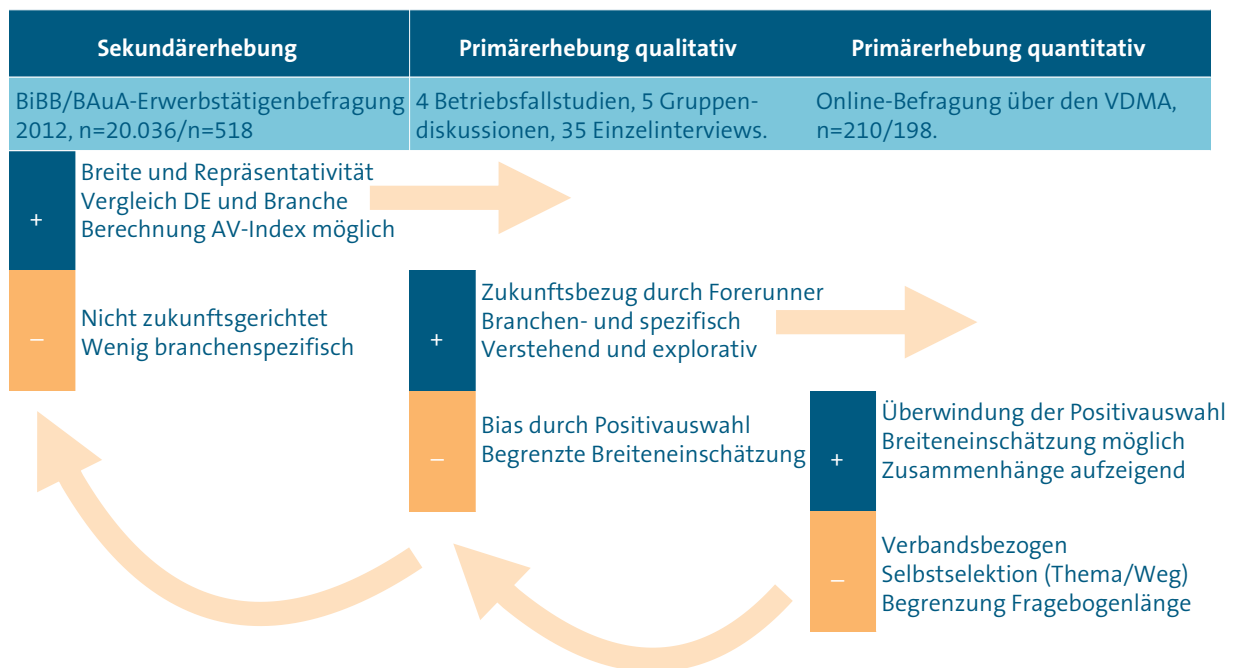 Sekundärerhebung
Primärerhebung qualitativ
Primärerhebung quantitativ
BiBB/BAuA-Erwerbstätigenbefragung
2012, n=20.036/n=518
4 Betriebsfallstudien, 5 Gruppen-
diskussionen, 35 Einzelinterviews.
Online-Befragung über den VDMA,
n=210/198.
+
Breite und Repräsentativität
Vergleich DE und Branche
Berechnung AV-Index möglich
–
Nicht zukunftsgerichtet
Wenig branchenspezifisch
+
Zukunftsbezug durch Forerunner
Branchen- und spezifisch
Verstehend und explorativ
–
Bias durch Positivauswahl
Begrenzte Breiteneinschätzung
+
Überwindung der Positivauswahl
Breiteneinschätzung möglich
Zusammenhänge aufzeigend
–
Verbandsbezogen
Selbstselektion (Thema/Weg)
Begrenzung Fragebogenlänge